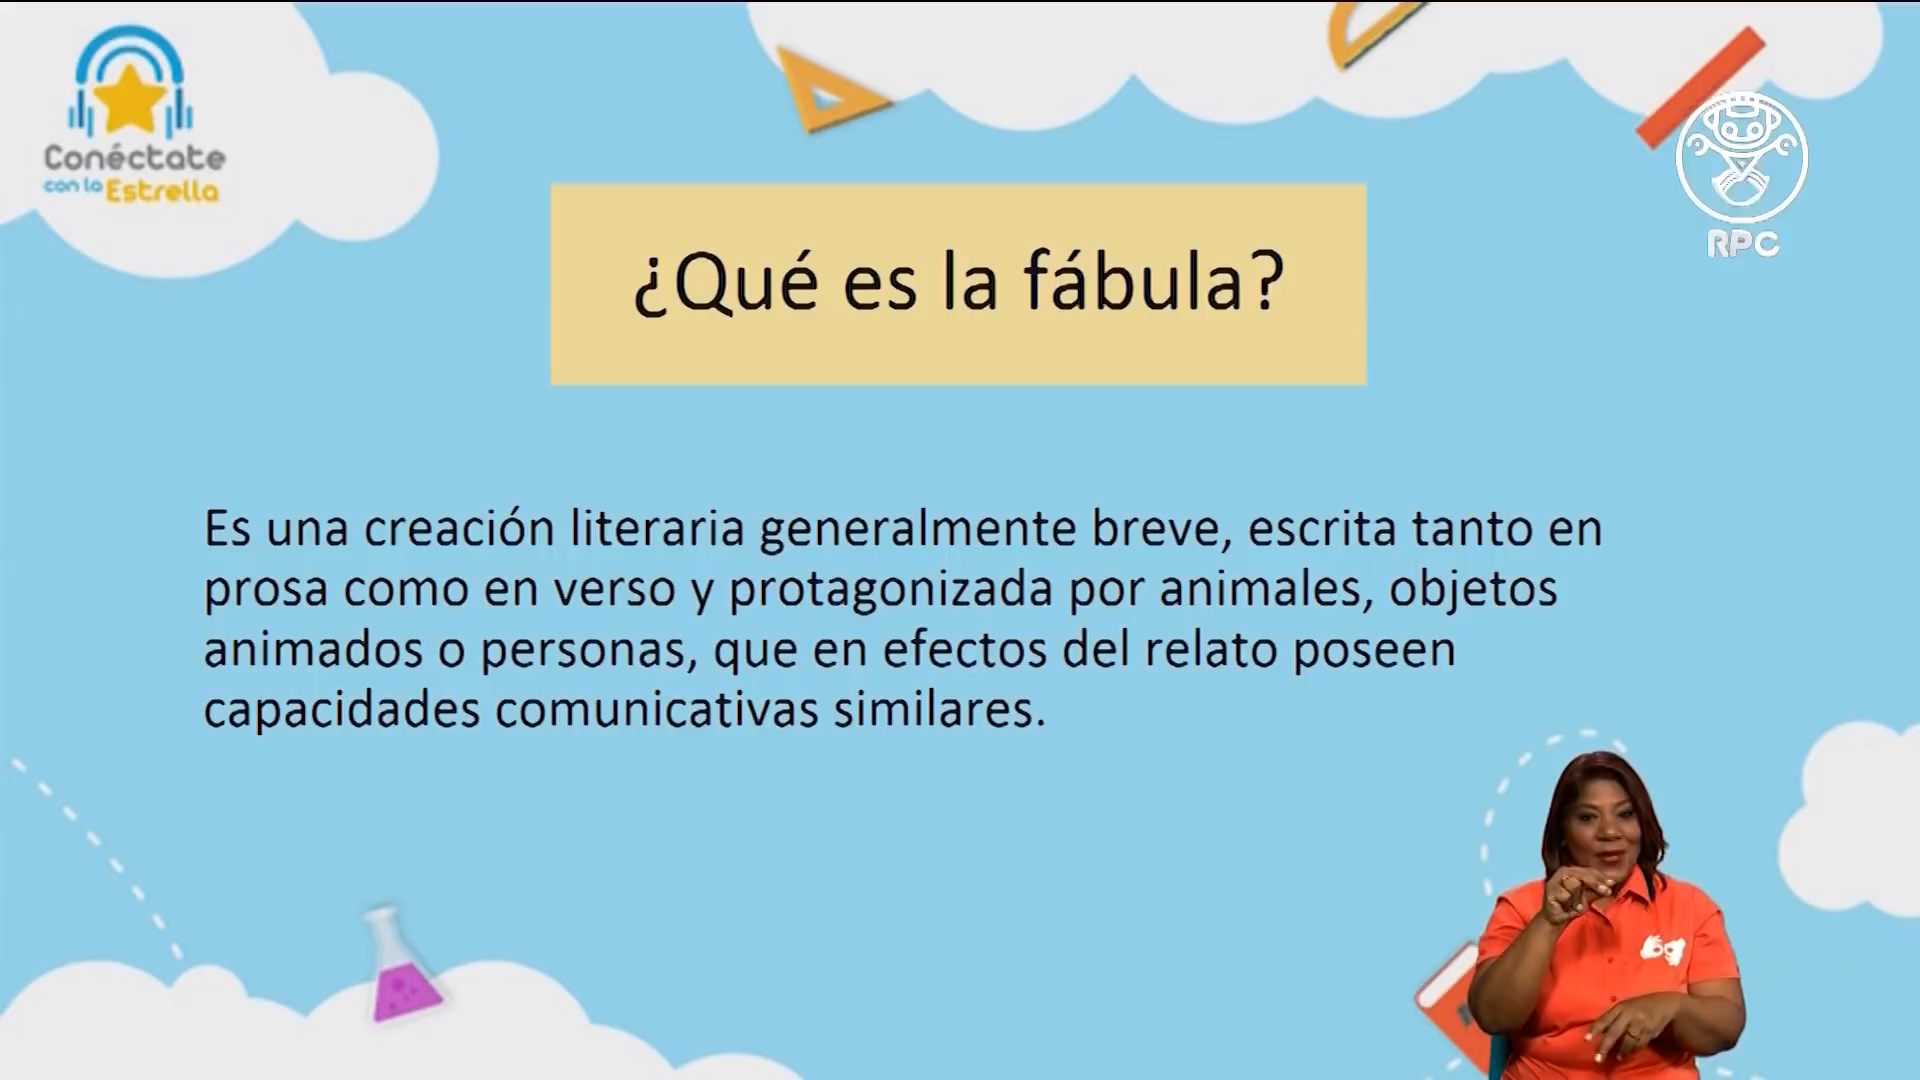 Conéctate
con la Estrella
RPC
¿Qué es la fábula?
Es una creación literaria generalmente breve, escrita tanto en
prosa como en verso y protagonizada por animales, objetos
animados o personas, que en efectos del relato poseen
capacidades comunicativas similares.